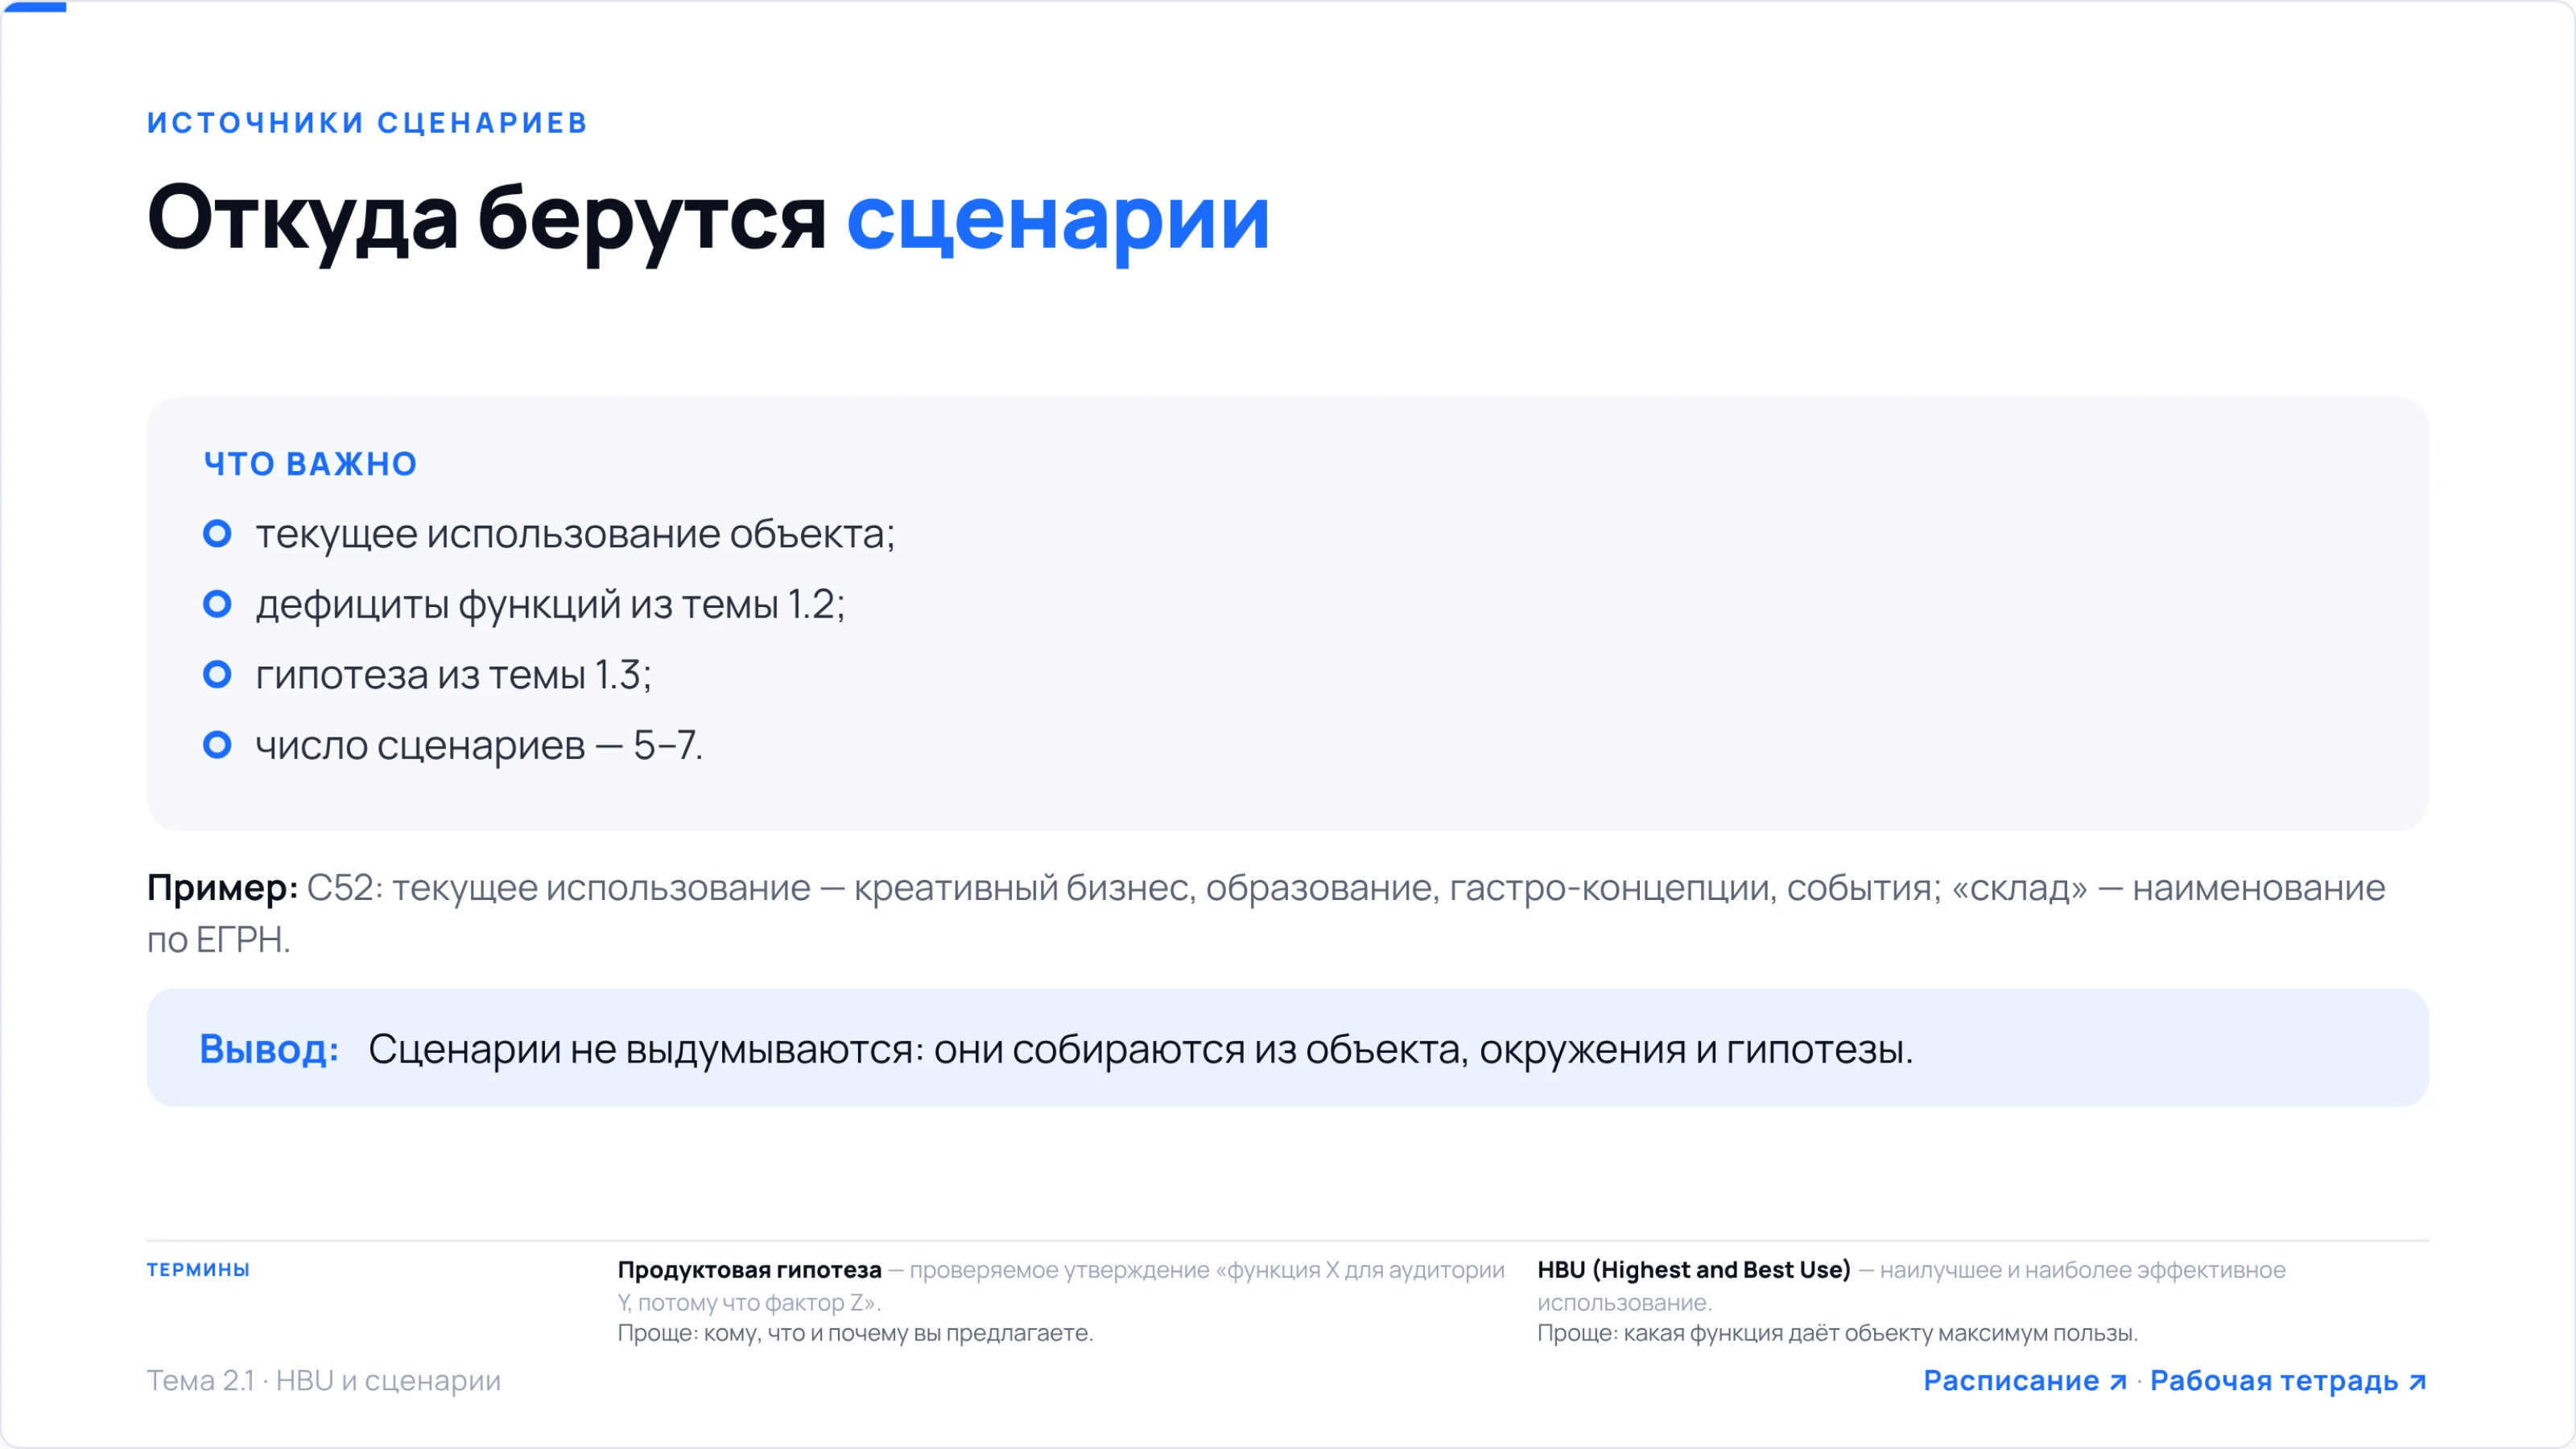 ИСТОЧНИКИ СЦЕНАРИЕВ
Откуда берутся сценарии
ЧТО ВАЖНО
текущее использование объекта;
дефициты функций из темы 1.2;
гипотеза из темы 1.3;
число сценариев — 5–7.
Пример: С52: текущее использование — креативный бизнес, образование, гастро-концепции, события; «склад» — наименование
по ЕГРН.
Вывод: Сценарии не выдумываются: они собираются из объекта, окружения и гипотезы.
ТЕРМИНЫ
Продуктовая гипотеза — проверяемое утверждение «функция X для аудитории
Y, потому что фактор Z».
Проще: кому, что и почему вы предлагаете.
HBU (Highest and Best Use) — наилучшее и наиболее эффективное
использование.
Проще: какая функция даёт объекту максимум пользы.
Тема 2.1 · HBU и сценарии
Расписание ↗ · Рабочая тетрадь ↗